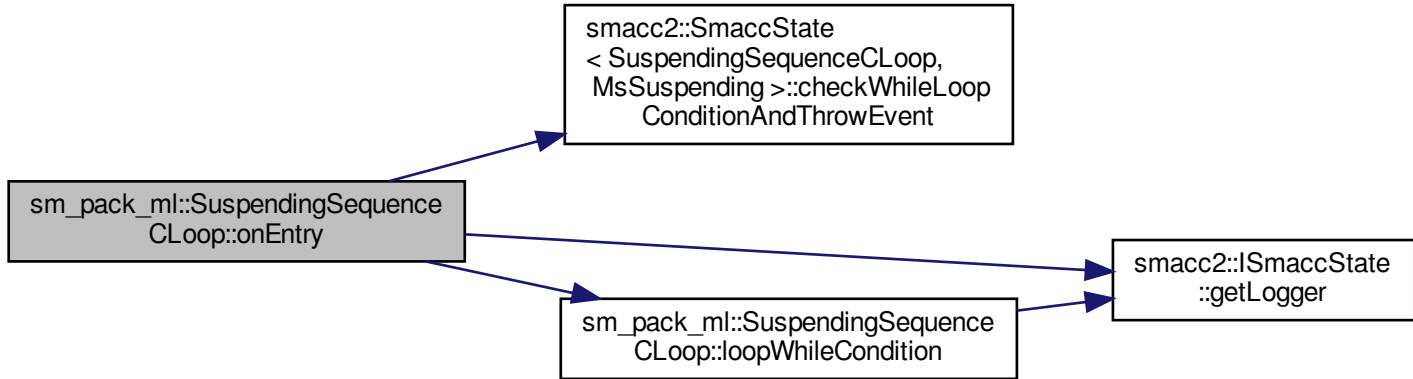 smacc2::SmaccState
< SuspendingSequenceCLoop,
MsSuspending >::checkWhileLoop
ConditionAndThrowEvent
sm_pack_ml::SuspendingSequence
CLoop::onEntry
smacc2::ISmaccState
::getLogger
sm_pack_ml::SuspendingSequence
CLoop::loopWhileCondition